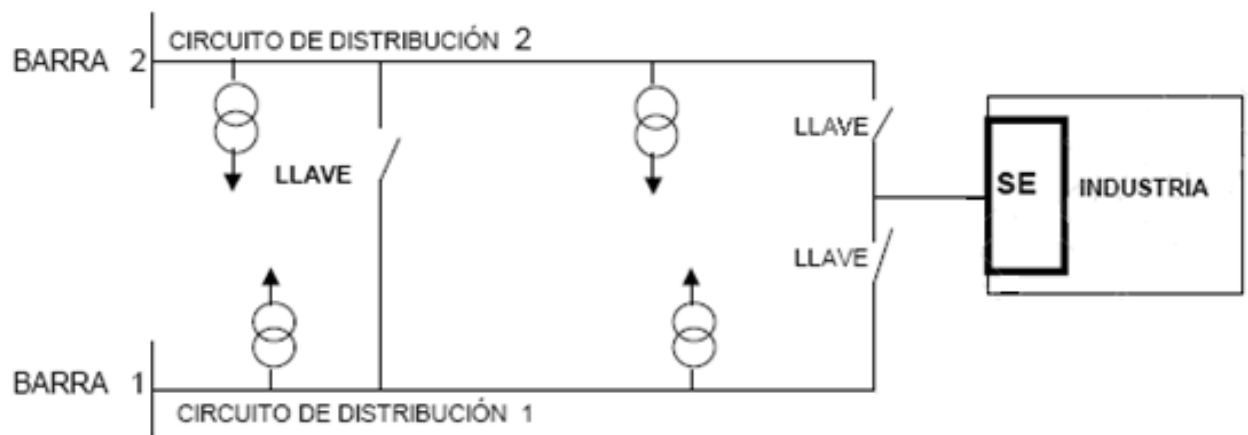 CIRCUITO DE DISTRIBUCIÓN 2
BARRA 2
LLAVE
LLAVE
SE
INDUSTRIA
LLAVE
BARRA 1
CIRCUITO DE DISTRIBUCIÓN 1